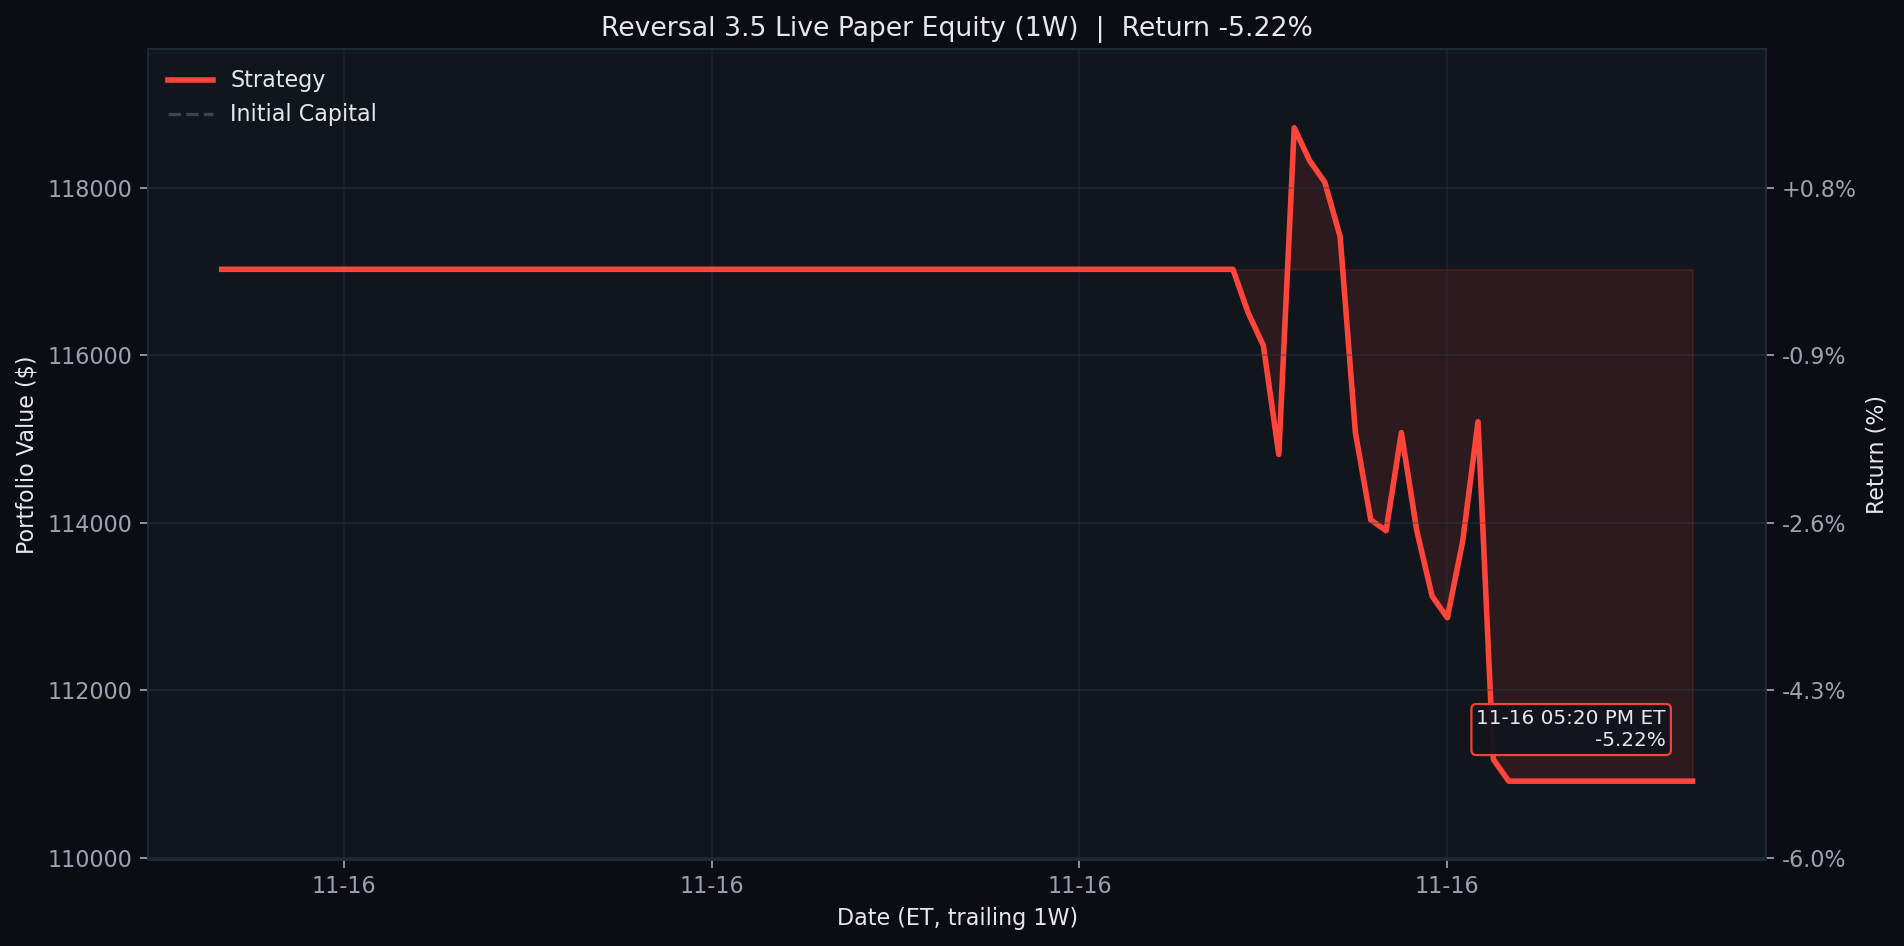 Reversal 3.5 Live Paper Equity (1W) | Return -5.22%
Strategy
Initial Capital
Portfolio Value ($)
118000
116000
114000
112000
110000
+0.8%
-0.9%
-2.6%
-4.3%
-6.0%
Return (%)
11-16 05:20 PM ET
-5.22%
11-16
11-16
11-16
11-16
Date (ET, trailing 1W)